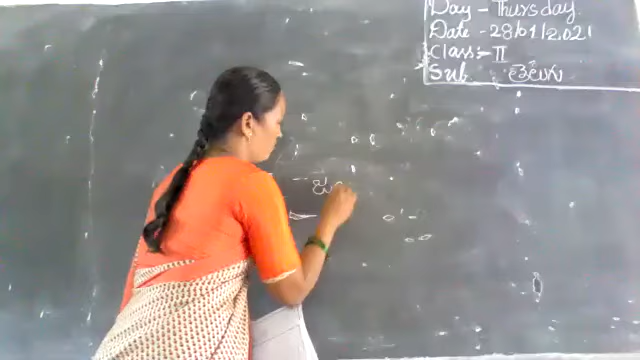 Day - Thursday
Date - 28/01/2021
Class:- II
Sub తెలుగు